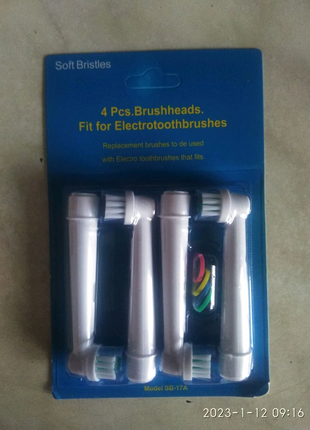 Soft Bristles
4 Pcs.Brushheads.
Fit for Electrotoothbrushes
Replacement brushes to de used
with Electro toothbrushes that fits
Model SB-17A
2023-1-12 09:16